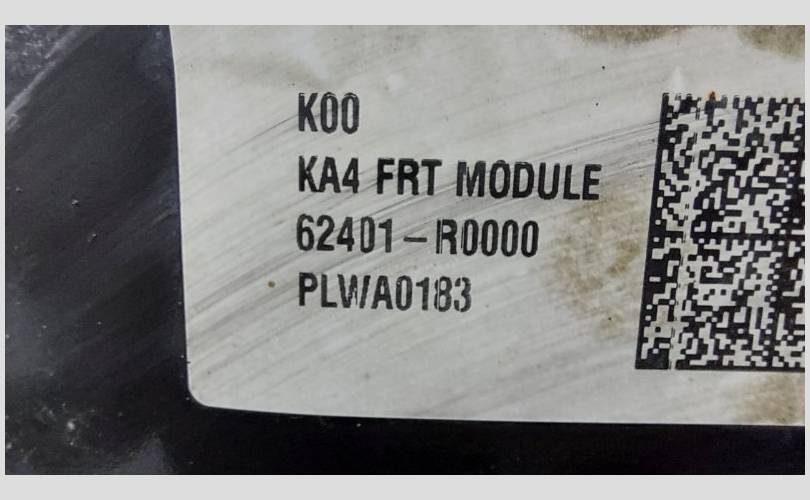 K00
KA4 FRT MODULE
62401-R0000
PLWA0183